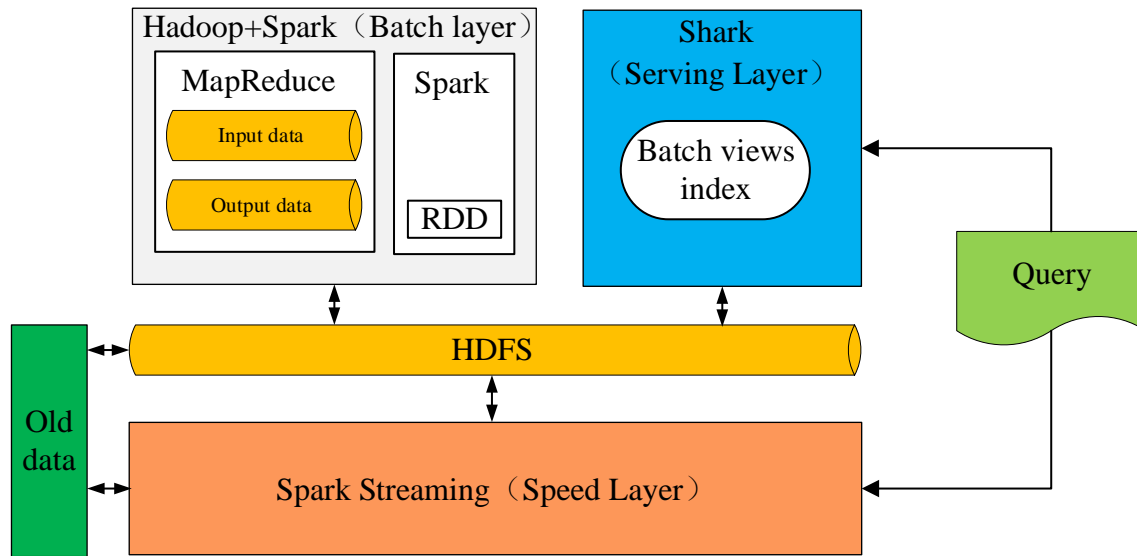 Hadoop+Spark（Batch layer）
MapReduce
Input data
Output data
Spark
RDD
Shark
（Serving Layer）
Batch views
index
Query
HDFS
Old
data
Spark Streaming（Speed Layer）